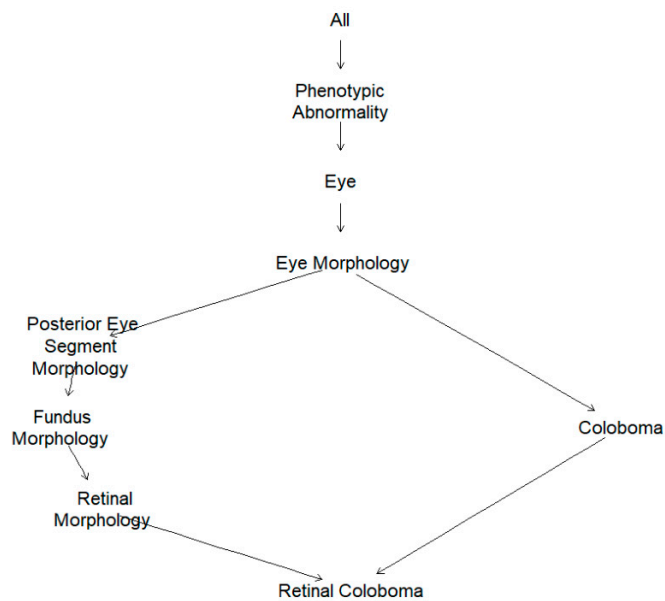 All
Phenotypic
Abnormality
Eye
Eye Morphology
Posterior Eye
Segment
Morphology
Fundus
Morphology
Coloboma
Retinal
Morphology
Retinal Coloboma